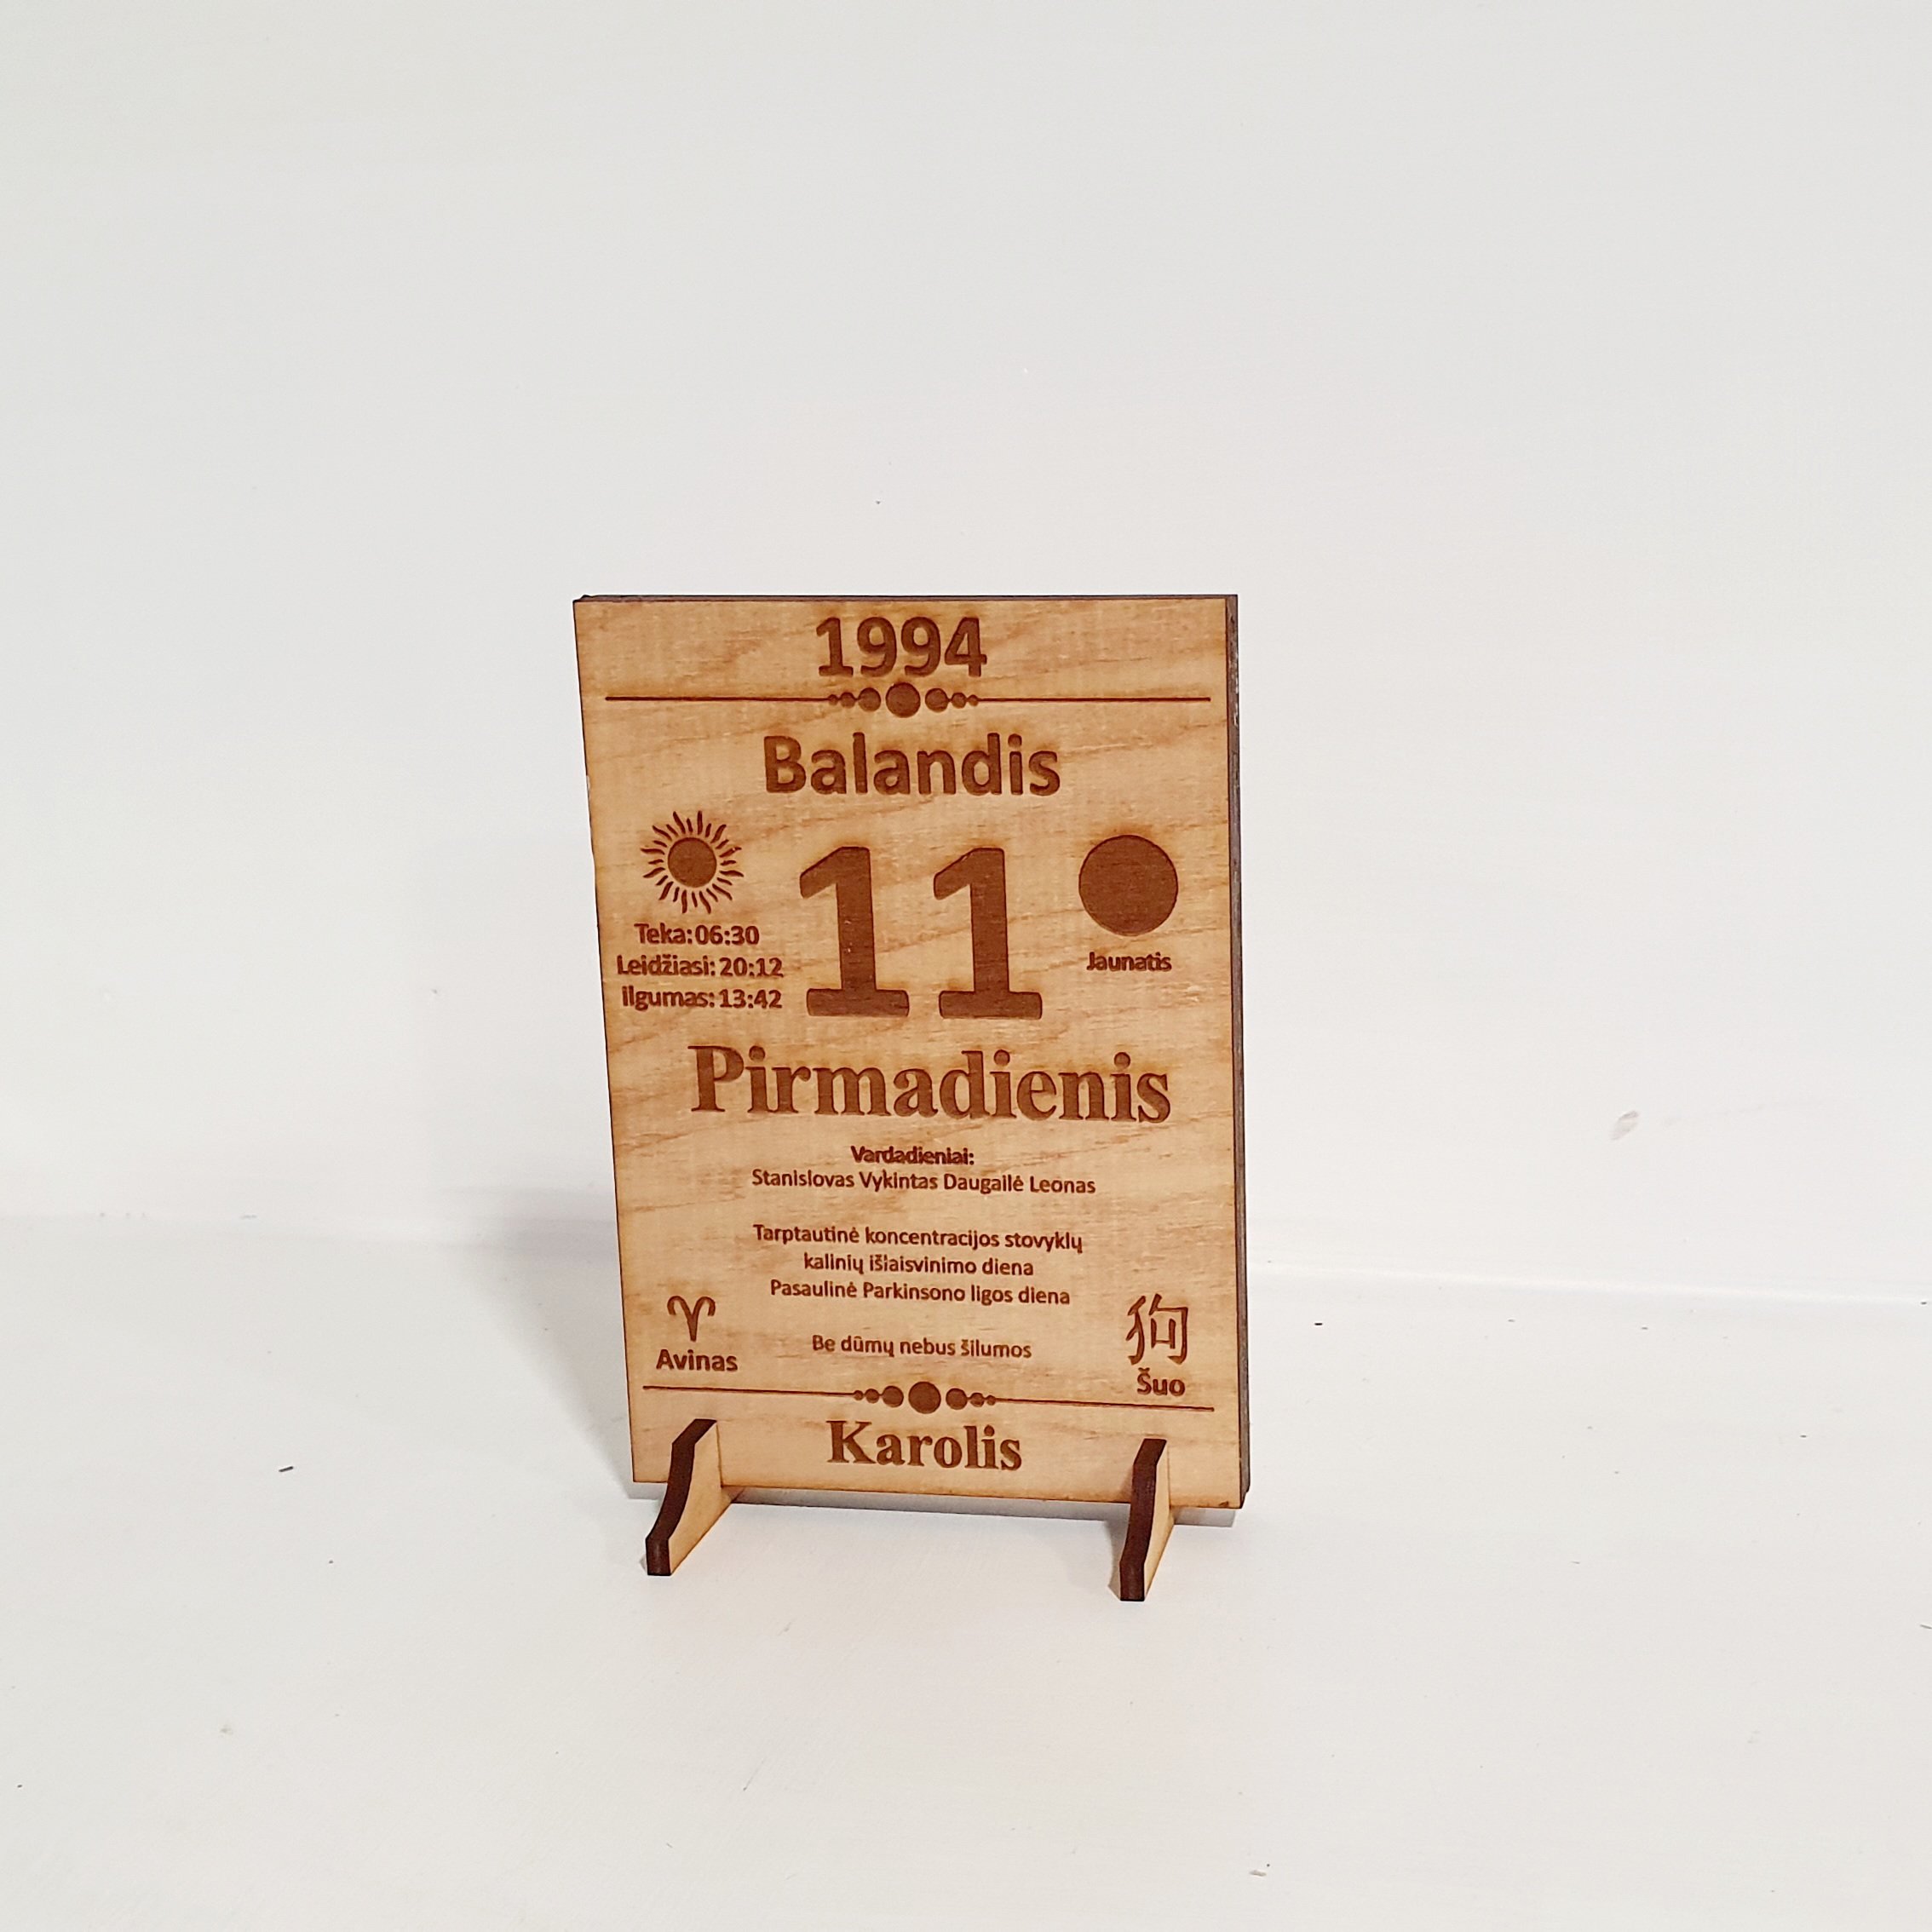 1994
Balandis
11
Teka:06:30
Leidžiasi:20:12
ilgumas:13:42
Jaunatis
Pirmadienis
Vardadieniai:
Stanislovas Vykintas Daugailė Leonas
Tarptautinė koncentracijos stovyklų
kalinių išlaisvinimo diena
Pasaulinė Parkinsono ligos diena
Be dūmų nebus šilumos
Avinas
狗
Šuo
Karolis